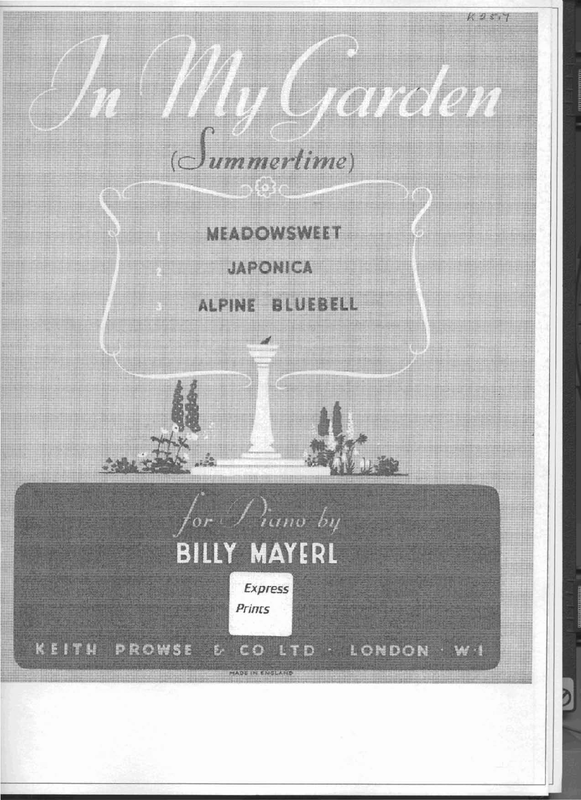 In My Garden
(Summertime)
1 MEADOWSWEET
2 JAPONICA
3 ALPINE BLUEBELL
for Piano by
BILLY MAYERL
Express
Prints
KEITH PROWSE & CO LTD · LONDON · W·1
MADE IN ENGLAND